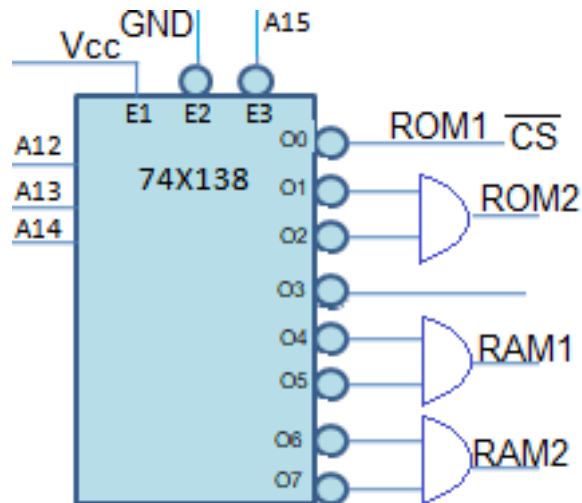 GND
A15
Vcc
E1 E2 E3
O0
ROM1 CS
A12
74X138
O1
ROM2
A13
A14
O2
O3
O4
RAM1
O5
O6
RAM2
O7